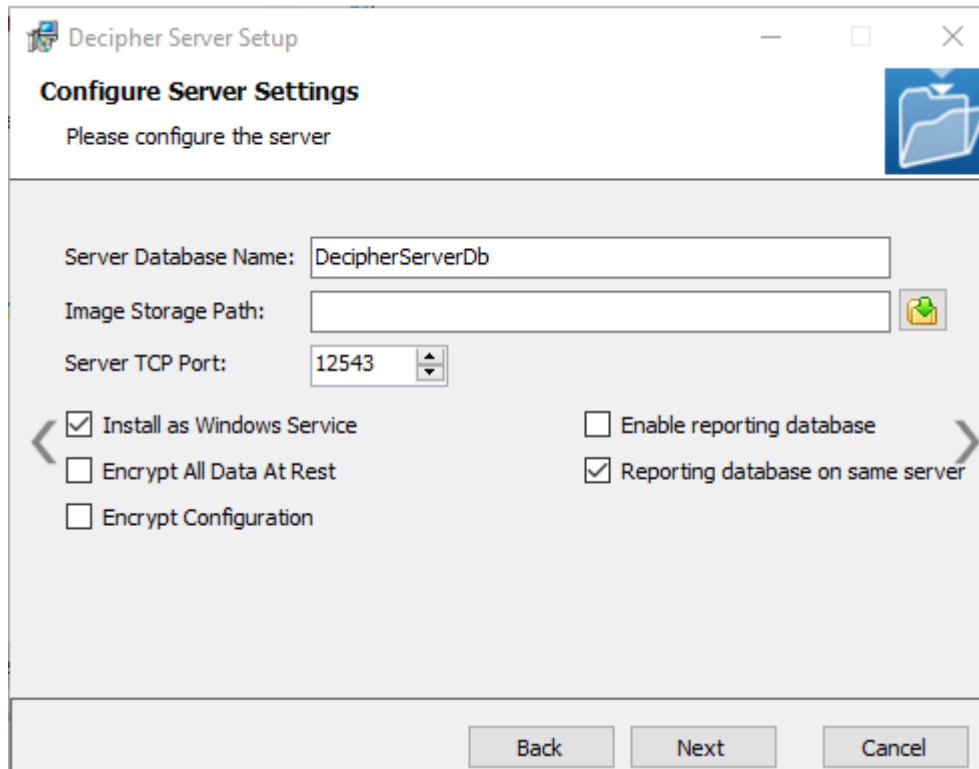 Decipher Server Setup
Configure Server Settings
Please configure the server
Server Database Name: DecipherServerDb
Image Storage Path:
Server TCP Port: 12543
Install as Windows Service
Enable reporting database
Encrypt All Data At Rest
Reporting database on same server
Encrypt Configuration
Back Next Cancel